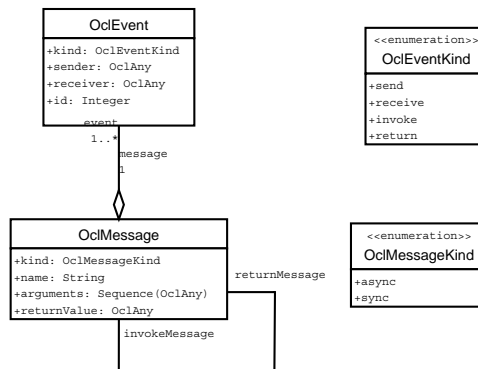 OclEvent
+kind: OclEventKind
+sender: OclAny
+receiver: OclAny
+id: Integer
event
1..*
message
1
OclMessage
+kind: OclMessageKind
+name: String
+arguments: Sequence(OclAny)
+returnValue: OclAny
returnMessage
invokeMessage
<<enumeration>>
OclEventKind
+send
+receive
+invoke
+return
<<enumeration>>
OclMessageKind
+async
+sync